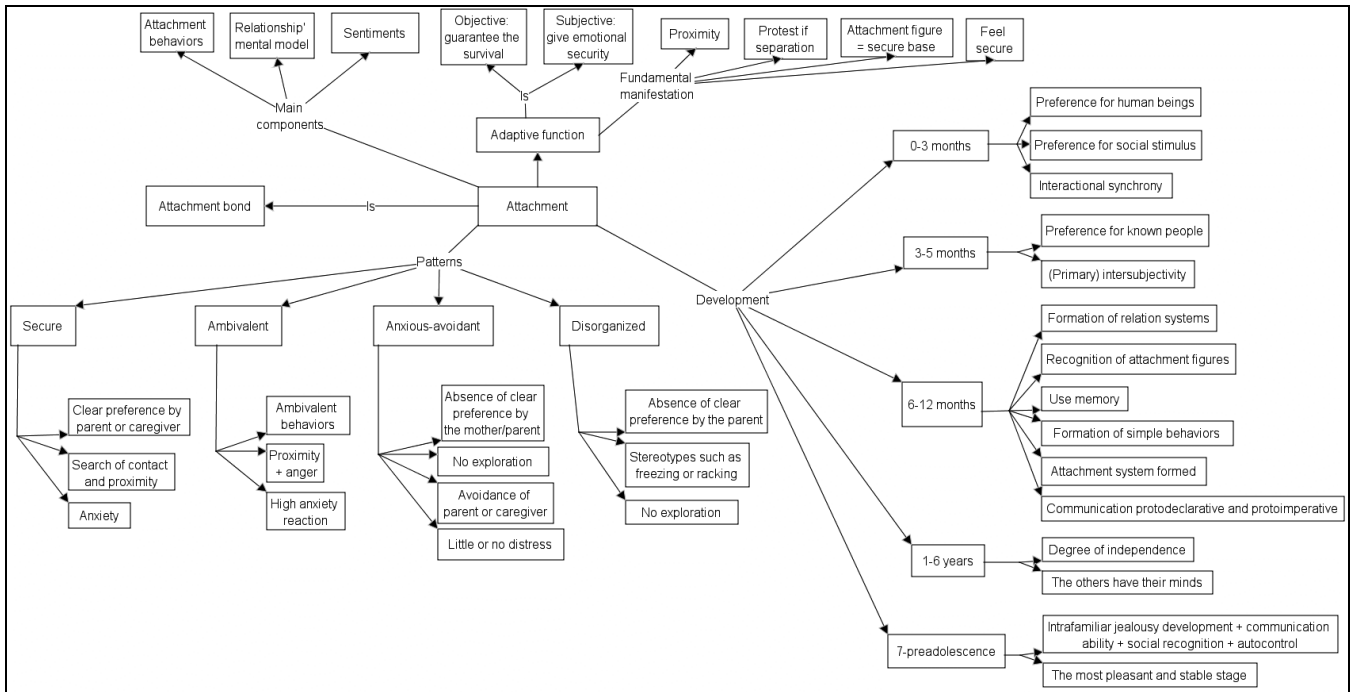 Attachment
behaviors
Relationship'
mental model
Sentiments
Objective:
guarantee the
survival
Subjective:
give emotional
security
Proximity
Protest if
separation
Attachment figure
= secure base
Feel
secure
Is
Fundamental
manifestation
Main
components
Adaptive function
Attachment bond
Is
Attachment
Patterns
Secure
Ambivalent
Anxious-avoidant
Disorganized
Clear preference by
parent or caregiver
Search of contact
and proximity
Anxiety
Ambivalent
behaviors
Proximity
+ anger
High anxiety
reaction
Absence of clear
preference by
the mother/parent
No exploration
Avoidance of
parent or caregiver
Little or no distress
Absence of clear
preference by the parent
Stereotypes such as
freezing or racking
No exploration
Development
0-3 months
Preference for human beings
Preference for social stimulus
Interactional synchrony
3-5 months
Preference for known people
(Primary) intersubjectivity
6-12 months
Formation of relation systems
Recognition of attachment figures
Use memory
Formation of simple behaviors
Attachment system formed
Communication protodeclarative and protoimperative
1-6 years
Degree of independence
The others have their minds
7-preadolescence
Intrafamiliar jealousy development + communication
ability + social recognition + autocontrol
The most pleasant and stable stage